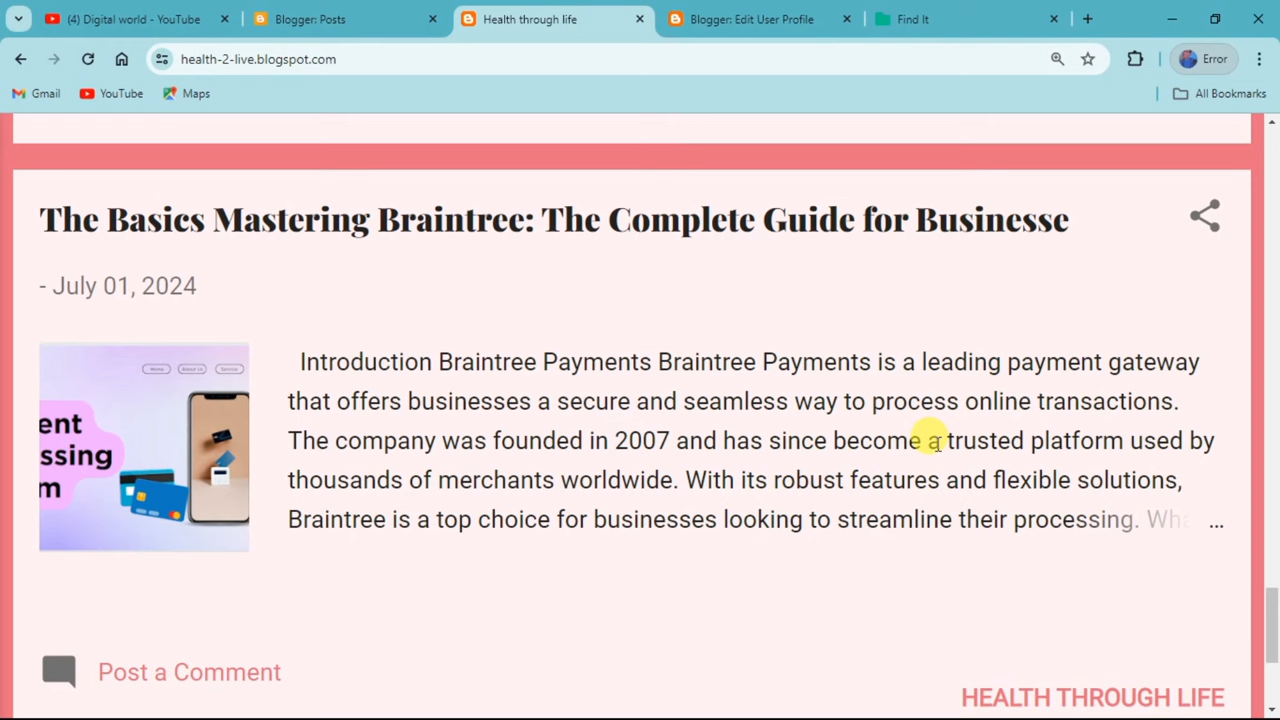 (4) Digital world - YouTube
Blogger: Posts
Health through life
Blogger: Edit User Profile
Find It
health-2-live.blogspot.com
Error
Gmail
YouTube
Maps
All Bookmarks
The Basics Mastering Braintree: The Complete Guide for Businesse
- July 01, 2024
Introduction Braintree Payments Braintree Payments is a leading payment gateway
that offers businesses a secure and seamless way to process online transactions.
The company was founded in 2007 and has since become a trusted platform used by
thousands of merchants worldwide. With its robust features and flexible solutions,
Braintree is a top choice for businesses looking to streamline their processing. Wha ...
Home About Us Service
ent
ssing
m
Post a Comment
HEALTH THROUGH LIFE